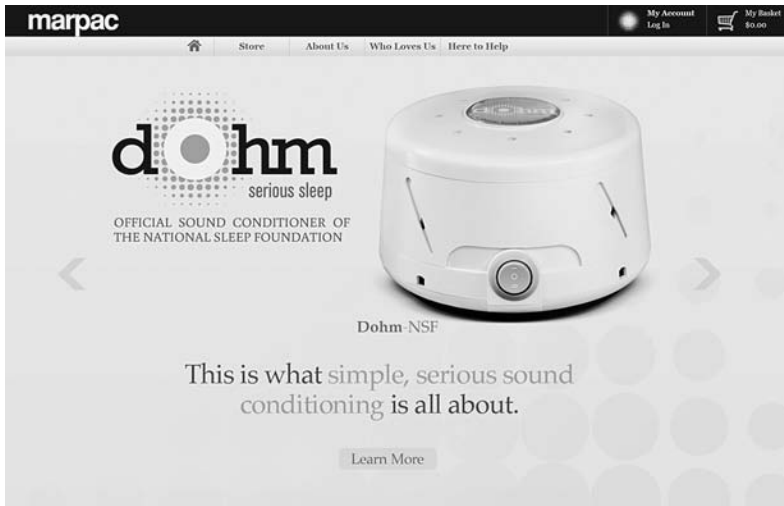 marpac
My Account
Log In
My Basket
$0.00
Store About Us Who Loves Us Here to Help
dohm
serious sleep
OFFICIAL SOUND CONDITIONER OF
THE NATIONAL SLEEP FOUNDATION
dohm
Dohm-NSF
This is what simple, serious sound
conditioning is all about.
Learn More